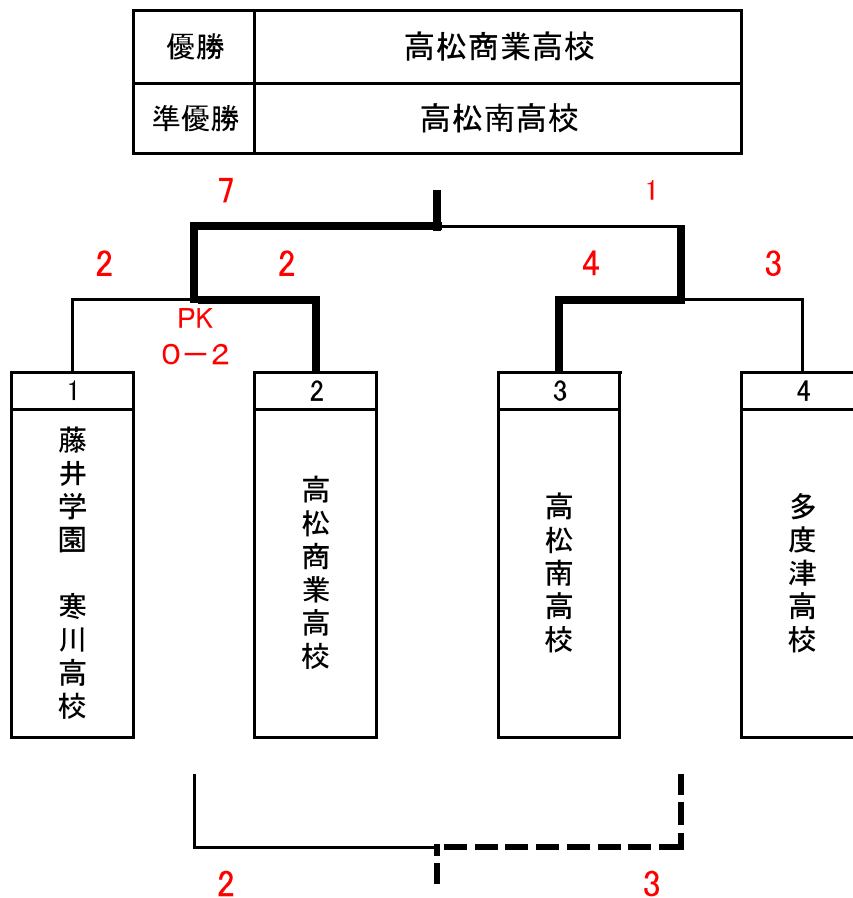 優勝 高松商業高校
準優勝 高松南高校
7 1
2 2 4 3
PK
0-2
1 2 3 4
藤井学園 寒川高校
高松商業高校
高松南高校
多度津高校
2 3